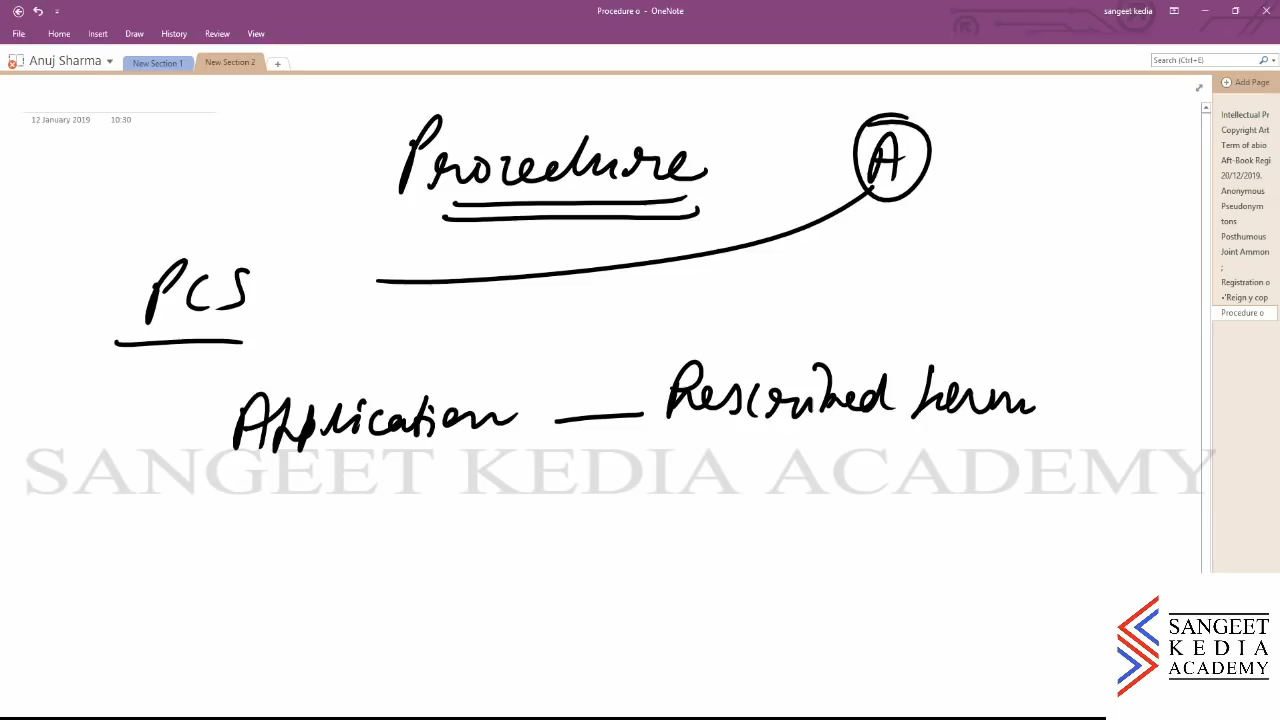 Procedure o - OneNote
sangeet kedia
File Home Insert Draw History Review View
Anuj Sharma
New Section 1
New Section 2
+
Search (Ctrl+E)
Add Page
12 January 2019 10:30
Intellectual Pr
Copyright Art
Term of abio
Aft-Book Regi
20/12/2019.
Anonymous
Pseudonym
tons
Posthumous
Joint Ammon
;
Registration o
•'Reign y cop
Procedure o
Procedure
A
PCS
Application — Prescribed form
SANGEET KEDIA ACADEMY
SANGEET
KEDIA
ACADEMY